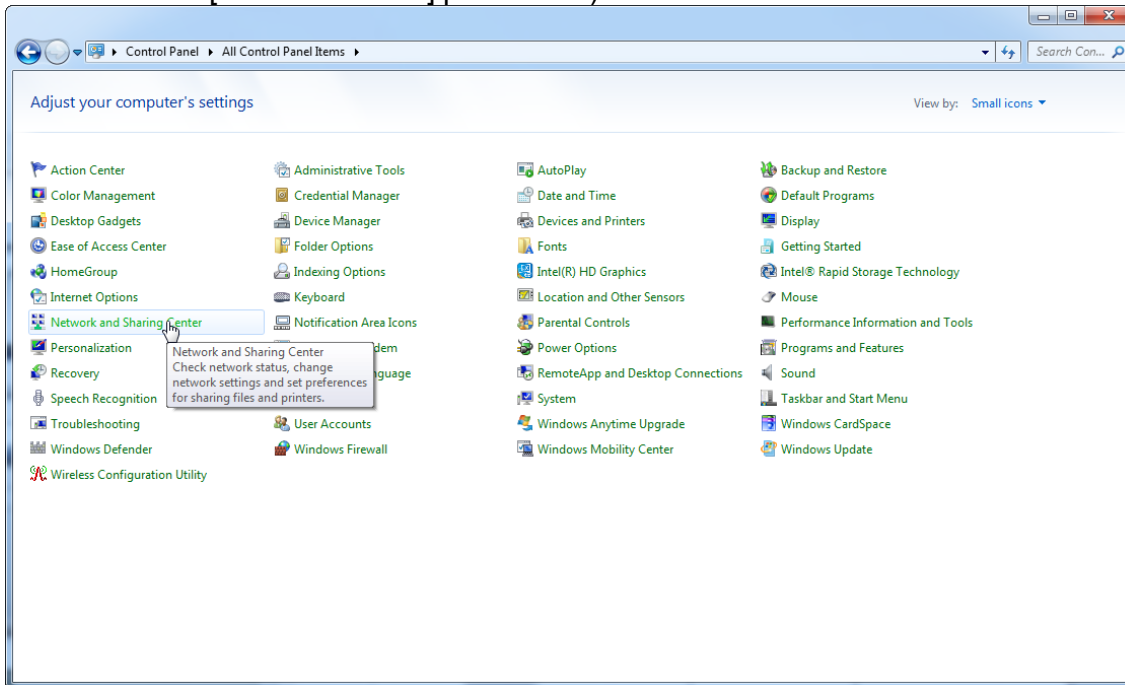 Control Panel ▸ All Control Panel Items ▸
Search Con...
Adjust your computer's settings
View by: Small icons
Action Center
Administrative Tools
AutoPlay
Backup and Restore
Color Management
Credential Manager
Date and Time
Default Programs
Desktop Gadgets
Device Manager
Devices and Printers
Display
Ease of Access Center
Folder Options
Fonts
Getting Started
HomeGroup
Indexing Options
Intel(R) HD Graphics
Intel® Rapid Storage Technology
Internet Options
Keyboard
Location and Other Sensors
Mouse
Network and Sharing Center
Notification Area Icons
Parental Controls
Performance Information and Tools
Personalization
Power Options
Programs and Features
Network and Sharing Center
Check network status, change
network settings and set preferences
for sharing files and printers.
Recovery
RemoteApp and Desktop Connections
Sound
Speech Recognition
System
Taskbar and Start Menu
Troubleshooting
User Accounts
Windows Anytime Upgrade
Windows CardSpace
Windows Defender
Windows Firewall
Windows Mobility Center
Windows Update
Wireless Configuration Utility